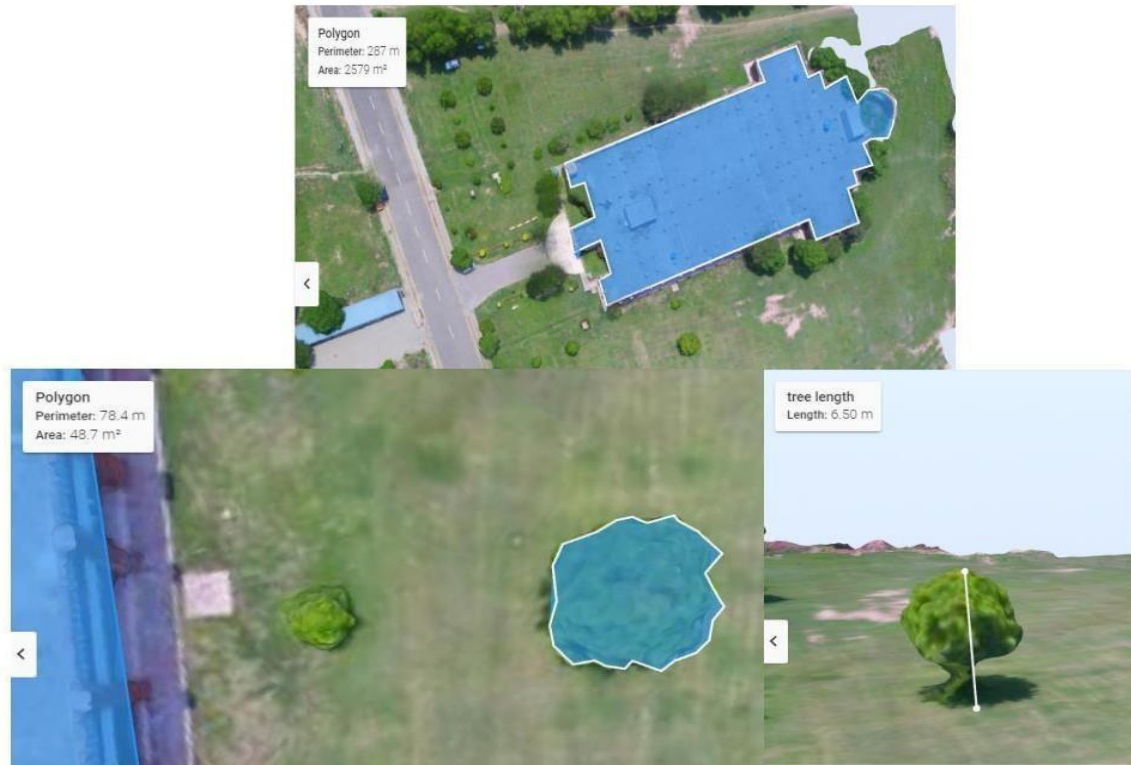 Polygon
Perimeter: 287 m
Area: 2579 m²
Polygon
Perimeter: 78.4 m
Area: 48.7 m²
tree length
Length: 6.50 m